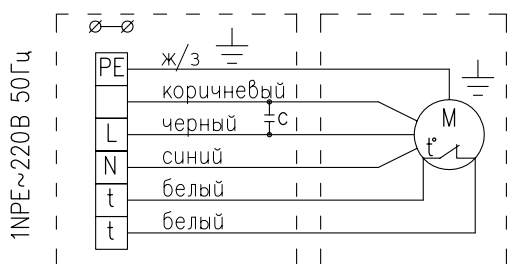 1NPE~220В 50Гц
PE ж/з
коричневый
L черный c
N синий
t белый
t белый
M
t°